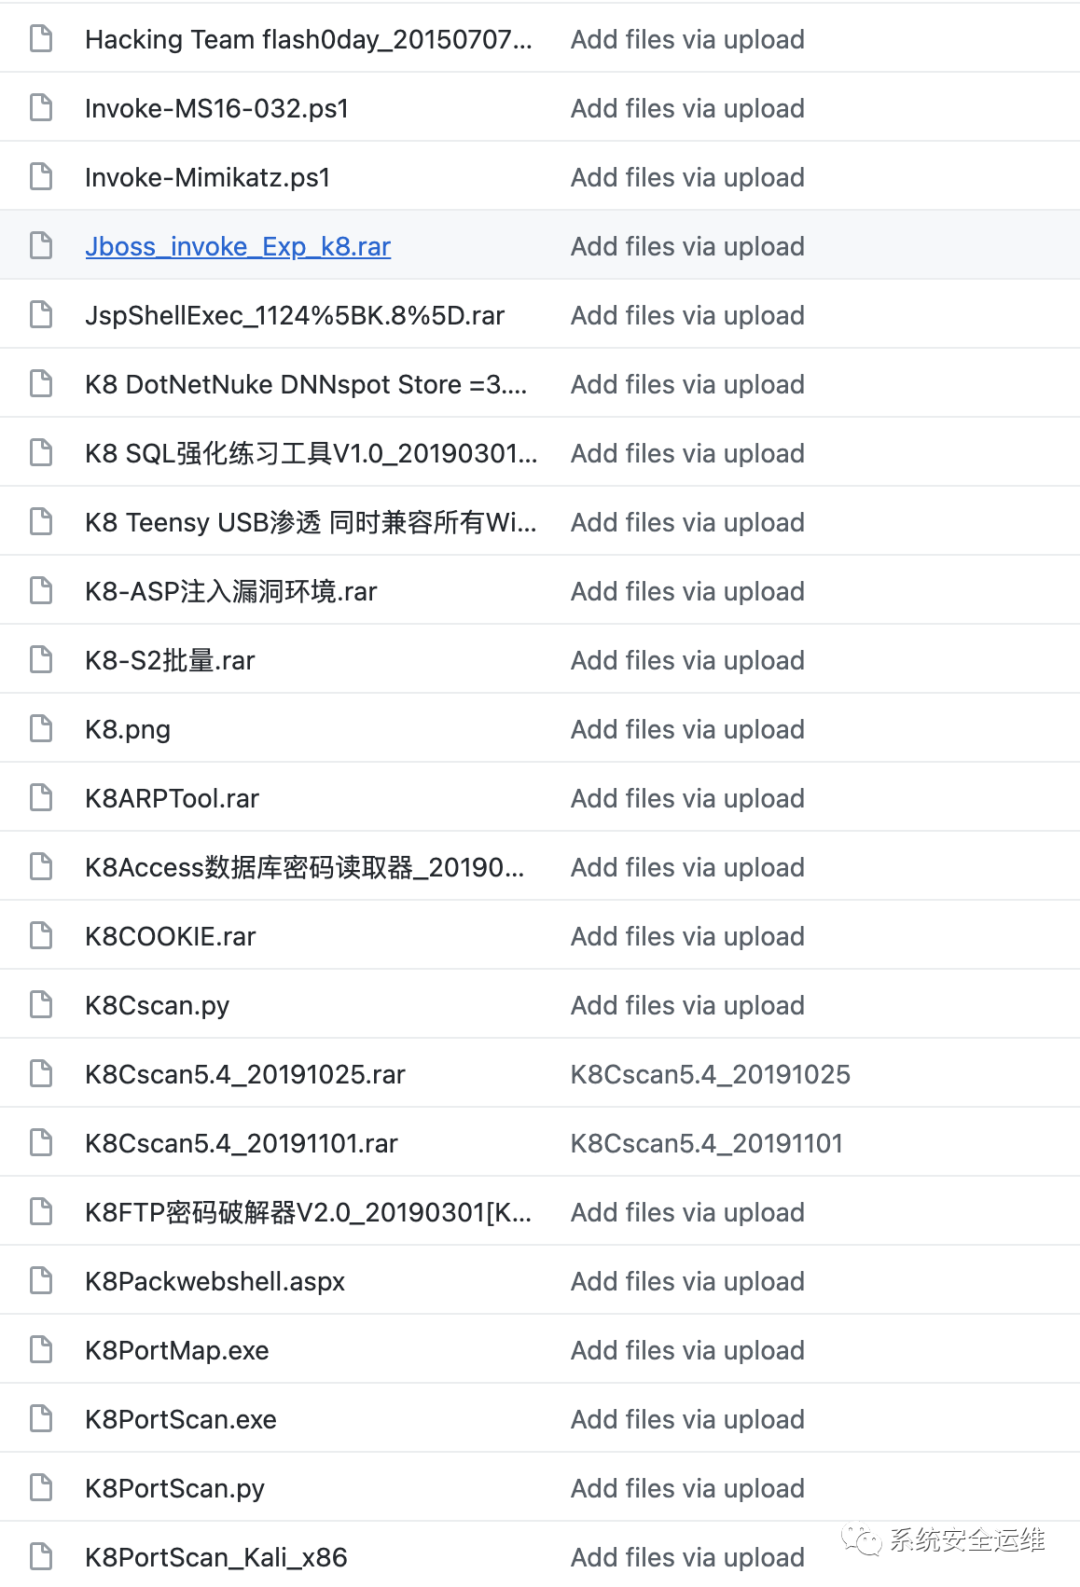 Hacking Team flash0day_20150707... Add files via upload
Invoke-MS16-032.ps1 Add files via upload
Invoke-Mimikatz.ps1 Add files via upload
Jboss_invoke_Exp_k8.rar Add files via upload
JspShellExec_1124%5BK.8%5D.rar Add files via upload
K8 DotNetNuke DNNspot Store =3.... Add files via upload
K8 SQL强化练习工具V1.0_20190301... Add files via upload
K8 Teensy USB渗透 同时兼容所有Wi... Add files via upload
K8-ASP注入漏洞环境.rar Add files via upload
K8-S2批量.rar Add files via upload
K8.png Add files via upload
K8ARPTool.rar Add files via upload
K8Access数据库密码读取器_20190... Add files via upload
K8COOKIE.rar Add files via upload
K8Cscan.py Add files via upload
K8Cscan5.4_20191025.rar K8Cscan5.4_20191025
K8Cscan5.4_20191101.rar K8Cscan5.4_20191101
K8FTP密码破解器V2.0_20190301[K... Add files via upload
K8Packwebshell.aspx Add files via upload
K8PortMap.exe Add files via upload
K8PortScan.exe Add files via upload
K8PortScan.py Add files via upload
系统安全运维
K8PortScan_Kali_x86 Add files via upload